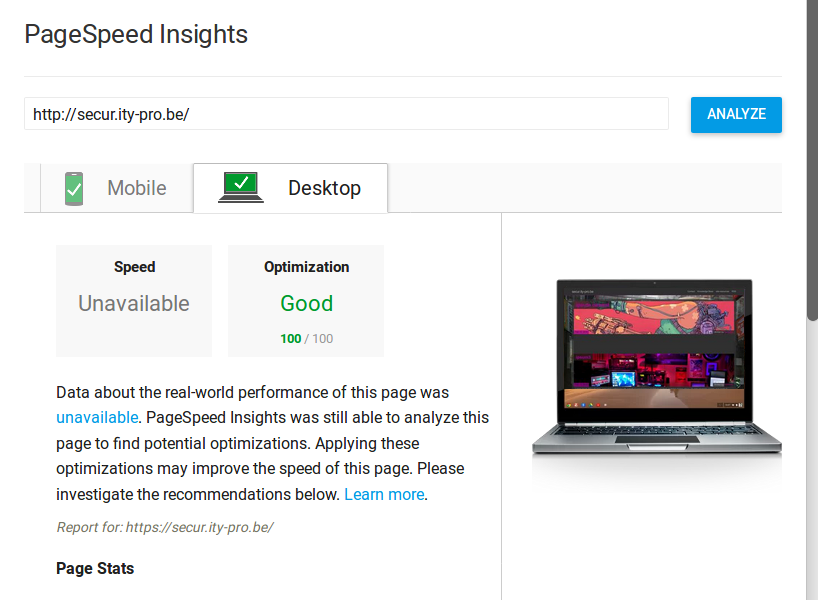 PageSpeed Insights
http://secur.ity-pro.be/
ANALYZE
Mobile
Desktop
Speed
Unavailable
Optimization
Good
100 / 100
Data about the real-world performance of this page was
unavailable. PageSpeed Insights was still able to analyze this
page to find potential optimizations. Applying these
optimizations may improve the speed of this page. Please
investigate the recommendations below. Learn more.
Report for: https://secur.ity-pro.be/
Page Stats